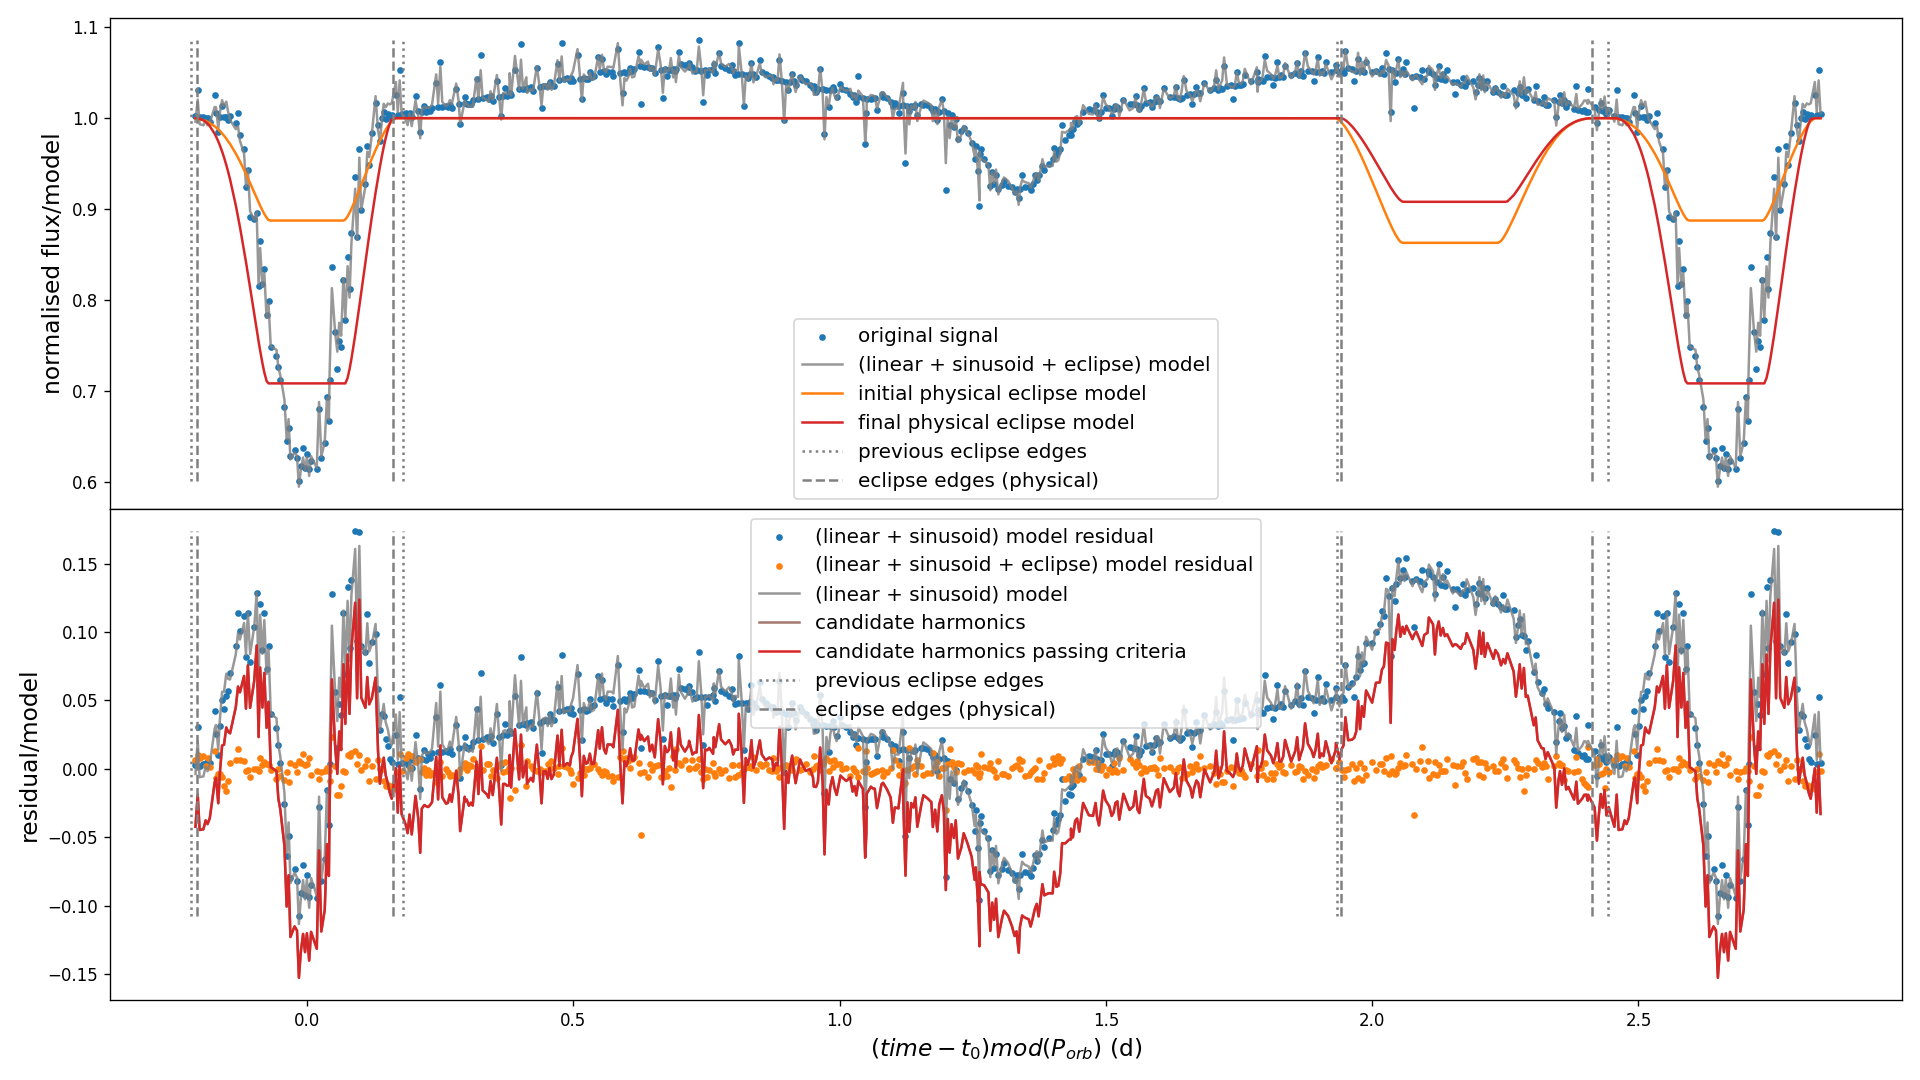 1.1
1.0
0.9
0.8
0.7
0.6
normalised flux/model
original signal
(linear + sinusoid + eclipse) model
initial physical eclipse model
final physical eclipse model
previous eclipse edges
eclipse edges (physical)
0.15
0.10
0.05
0.00
−0.05
−0.10
−0.15
residual/model
(linear + sinusoid) model residual
(linear + sinusoid + eclipse) model residual
(linear + sinusoid) model
candidate harmonics
candidate harmonics passing criteria
previous eclipse edges
eclipse edges (physical)
0.0 0.5 1.0 1.5 2.0 2.5
(time − t₀)mod(Pₒᵣb) (d)